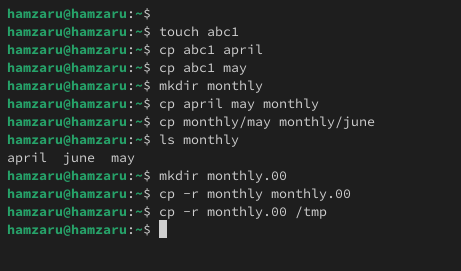 hamzaru@hamzaru:~$
hamzaru@hamzaru:~$ touch abc1
hamzaru@hamzaru:~$ cp abc1 april
hamzaru@hamzaru:~$ cp abc1 may
hamzaru@hamzaru:~$ mkdir monthly
hamzaru@hamzaru:~$ cp april may monthly
hamzaru@hamzaru:~$ cp monthly/may monthly/june
hamzaru@hamzaru:~$ ls monthly
april  june  may
hamzaru@hamzaru:~$ mkdir monthly.00
hamzaru@hamzaru:~$ cp -r monthly monthly.00
hamzaru@hamzaru:~$ cp -r monthly.00 /tmp
hamzaru@hamzaru:~$